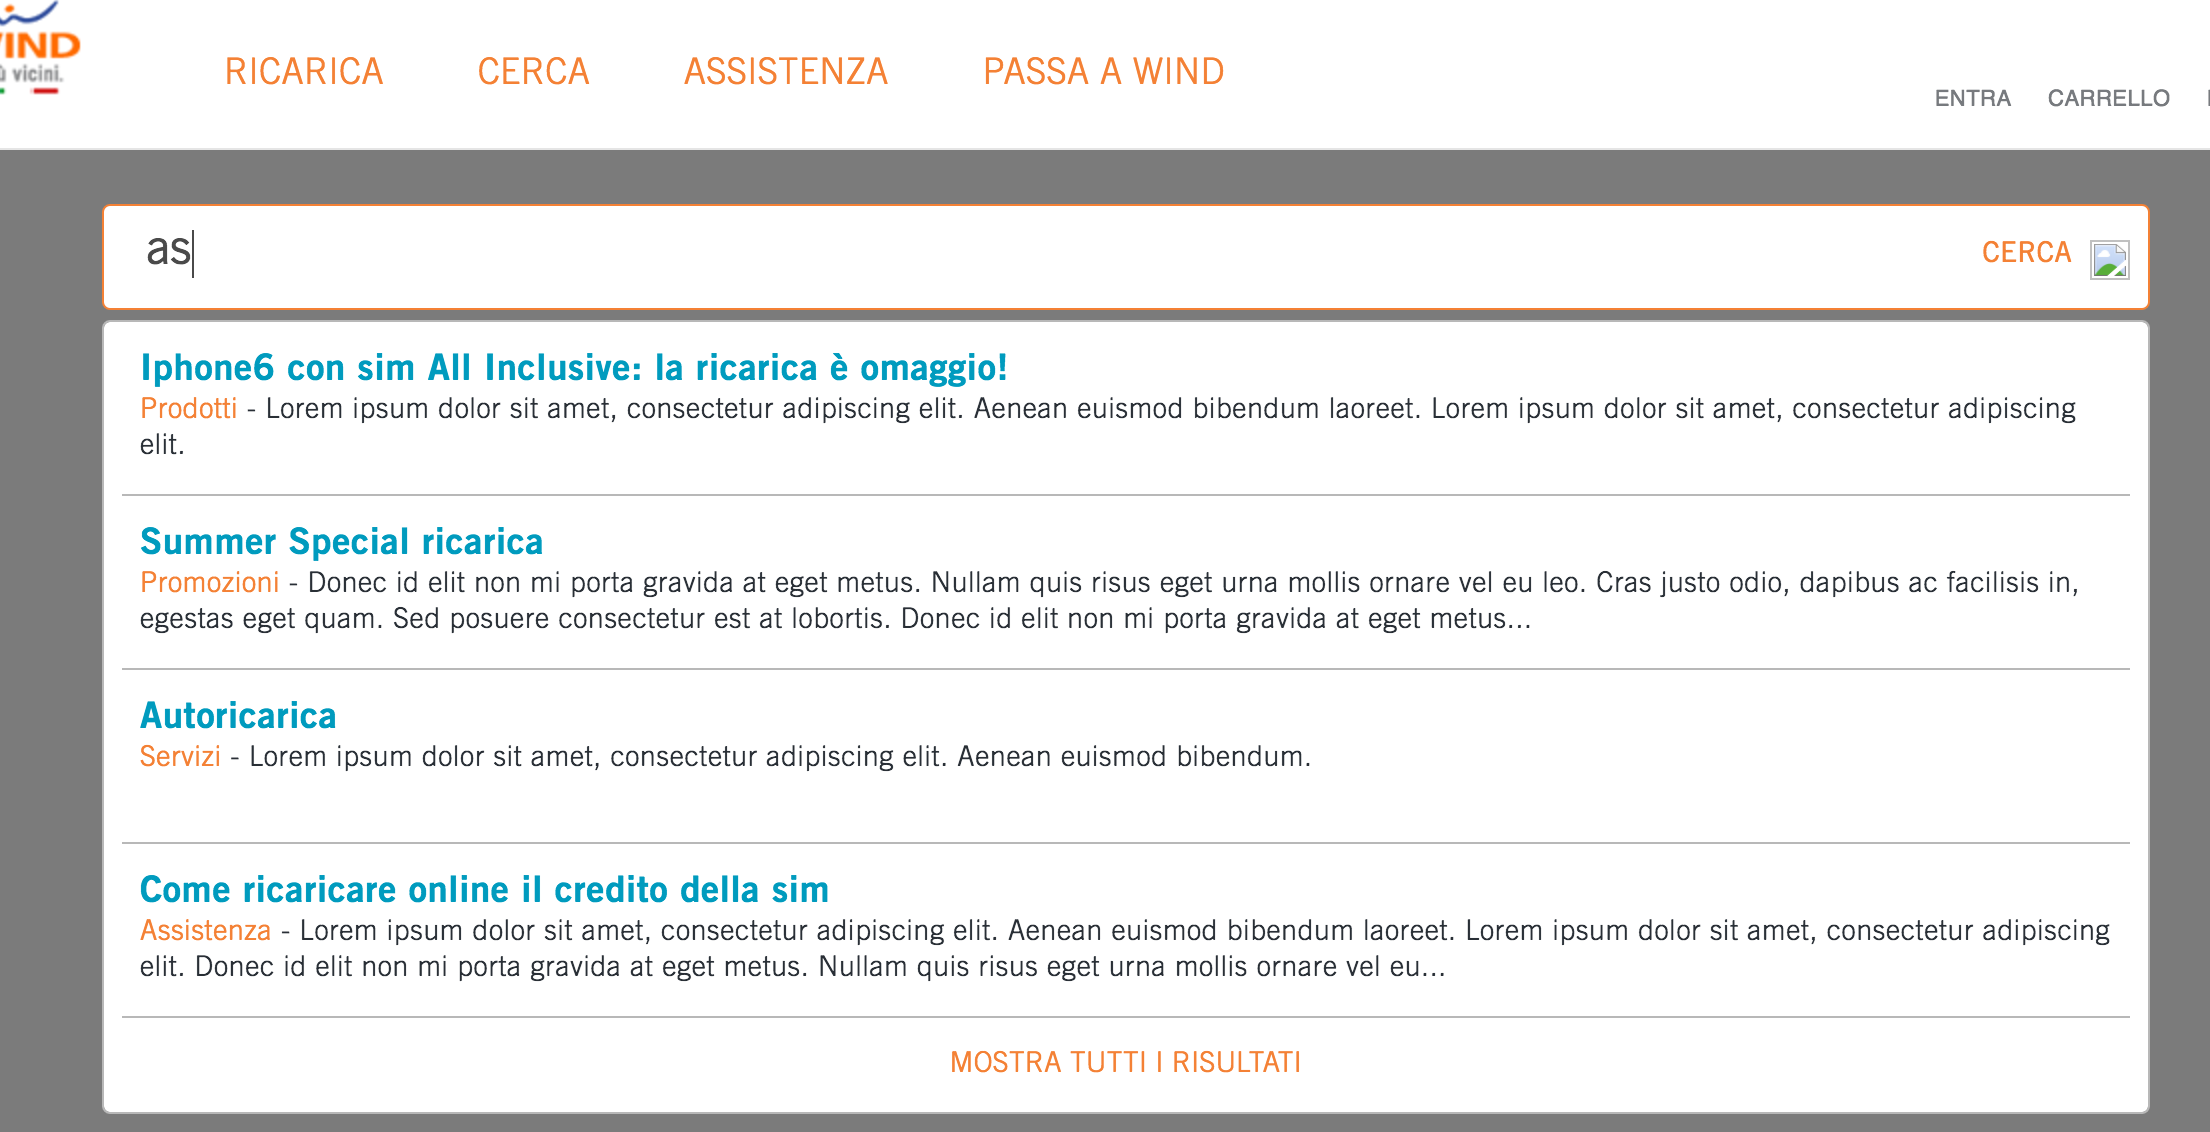 WIND
ù vicini.
RICARICA CERCA ASSISTENZA PASSA A WIND
ENTRA CARRELLO
as
CERCA
Iphone6 con sim All Inclusive: la ricarica è omaggio!
Prodotti - Lorem ipsum dolor sit amet, consectetur adipiscing elit. Aenean euismod bibendum laoreet. Lorem ipsum dolor sit amet, consectetur adipiscing
elit.
Summer Special ricarica
Promozioni - Donec id elit non mi porta gravida at eget metus. Nullam quis risus eget urna mollis ornare vel eu leo. Cras justo odio, dapibus ac facilisis in,
egestas eget quam. Sed posuere consectetur est at lobortis. Donec id elit non mi porta gravida at eget metus...
Autoricarica
Servizi - Lorem ipsum dolor sit amet, consectetur adipiscing elit. Aenean euismod bibendum.
Come ricaricare online il credito della sim
Assistenza - Lorem ipsum dolor sit amet, consectetur adipiscing elit. Aenean euismod bibendum laoreet. Lorem ipsum dolor sit amet, consectetur adipiscing
elit. Donec id elit non mi porta gravida at eget metus. Nullam quis risus eget urna mollis ornare vel eu...
MOSTRA TUTTI I RISULTATI